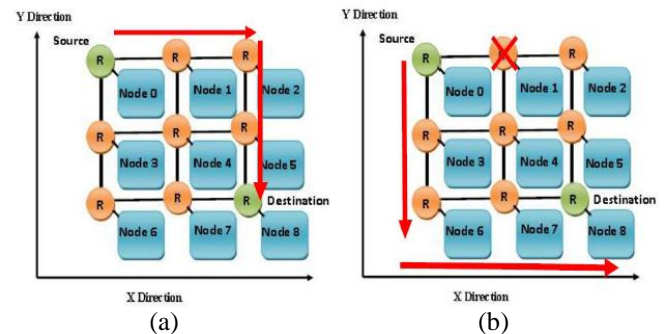 Y Direction
Source
R R R
Node 0 Node 1 Node 2
R R R
Node 3 Node 4 Node 5
R R R Destination
Node 6 Node 7 Node 8
X Direction
(a)
Y Direction
Source
R R R
Node 0 Node 1 Node 2
R R R
Node 3 Node 4 Node 5
R R R Destination
Node 6 Node 7 Node 8
X Direction
(b)